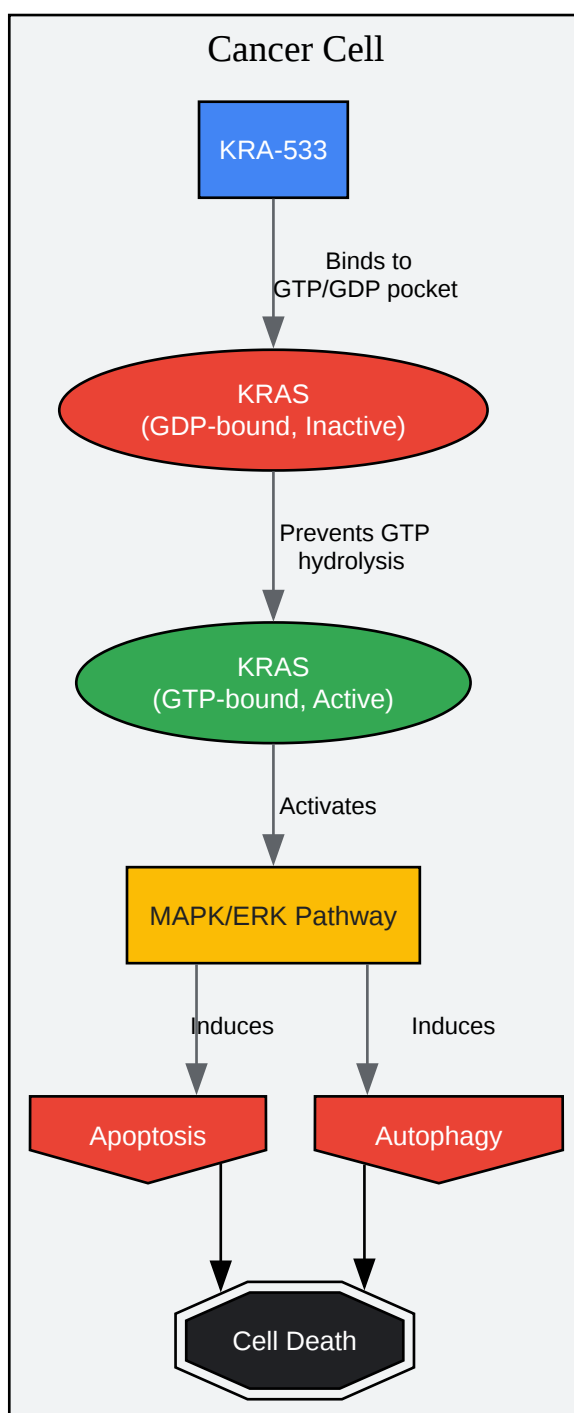 Cancer Cell
KRA-533
Binds to
GTP/GDP pocket
KRAS
(GDP-bound, Inactive)
Prevents GTP
hydrolysis
KRAS
(GTP-bound, Active)
Activates
MAPK/ERK Pathway
Induces
Induces
Apoptosis
Autophagy
Cell Death